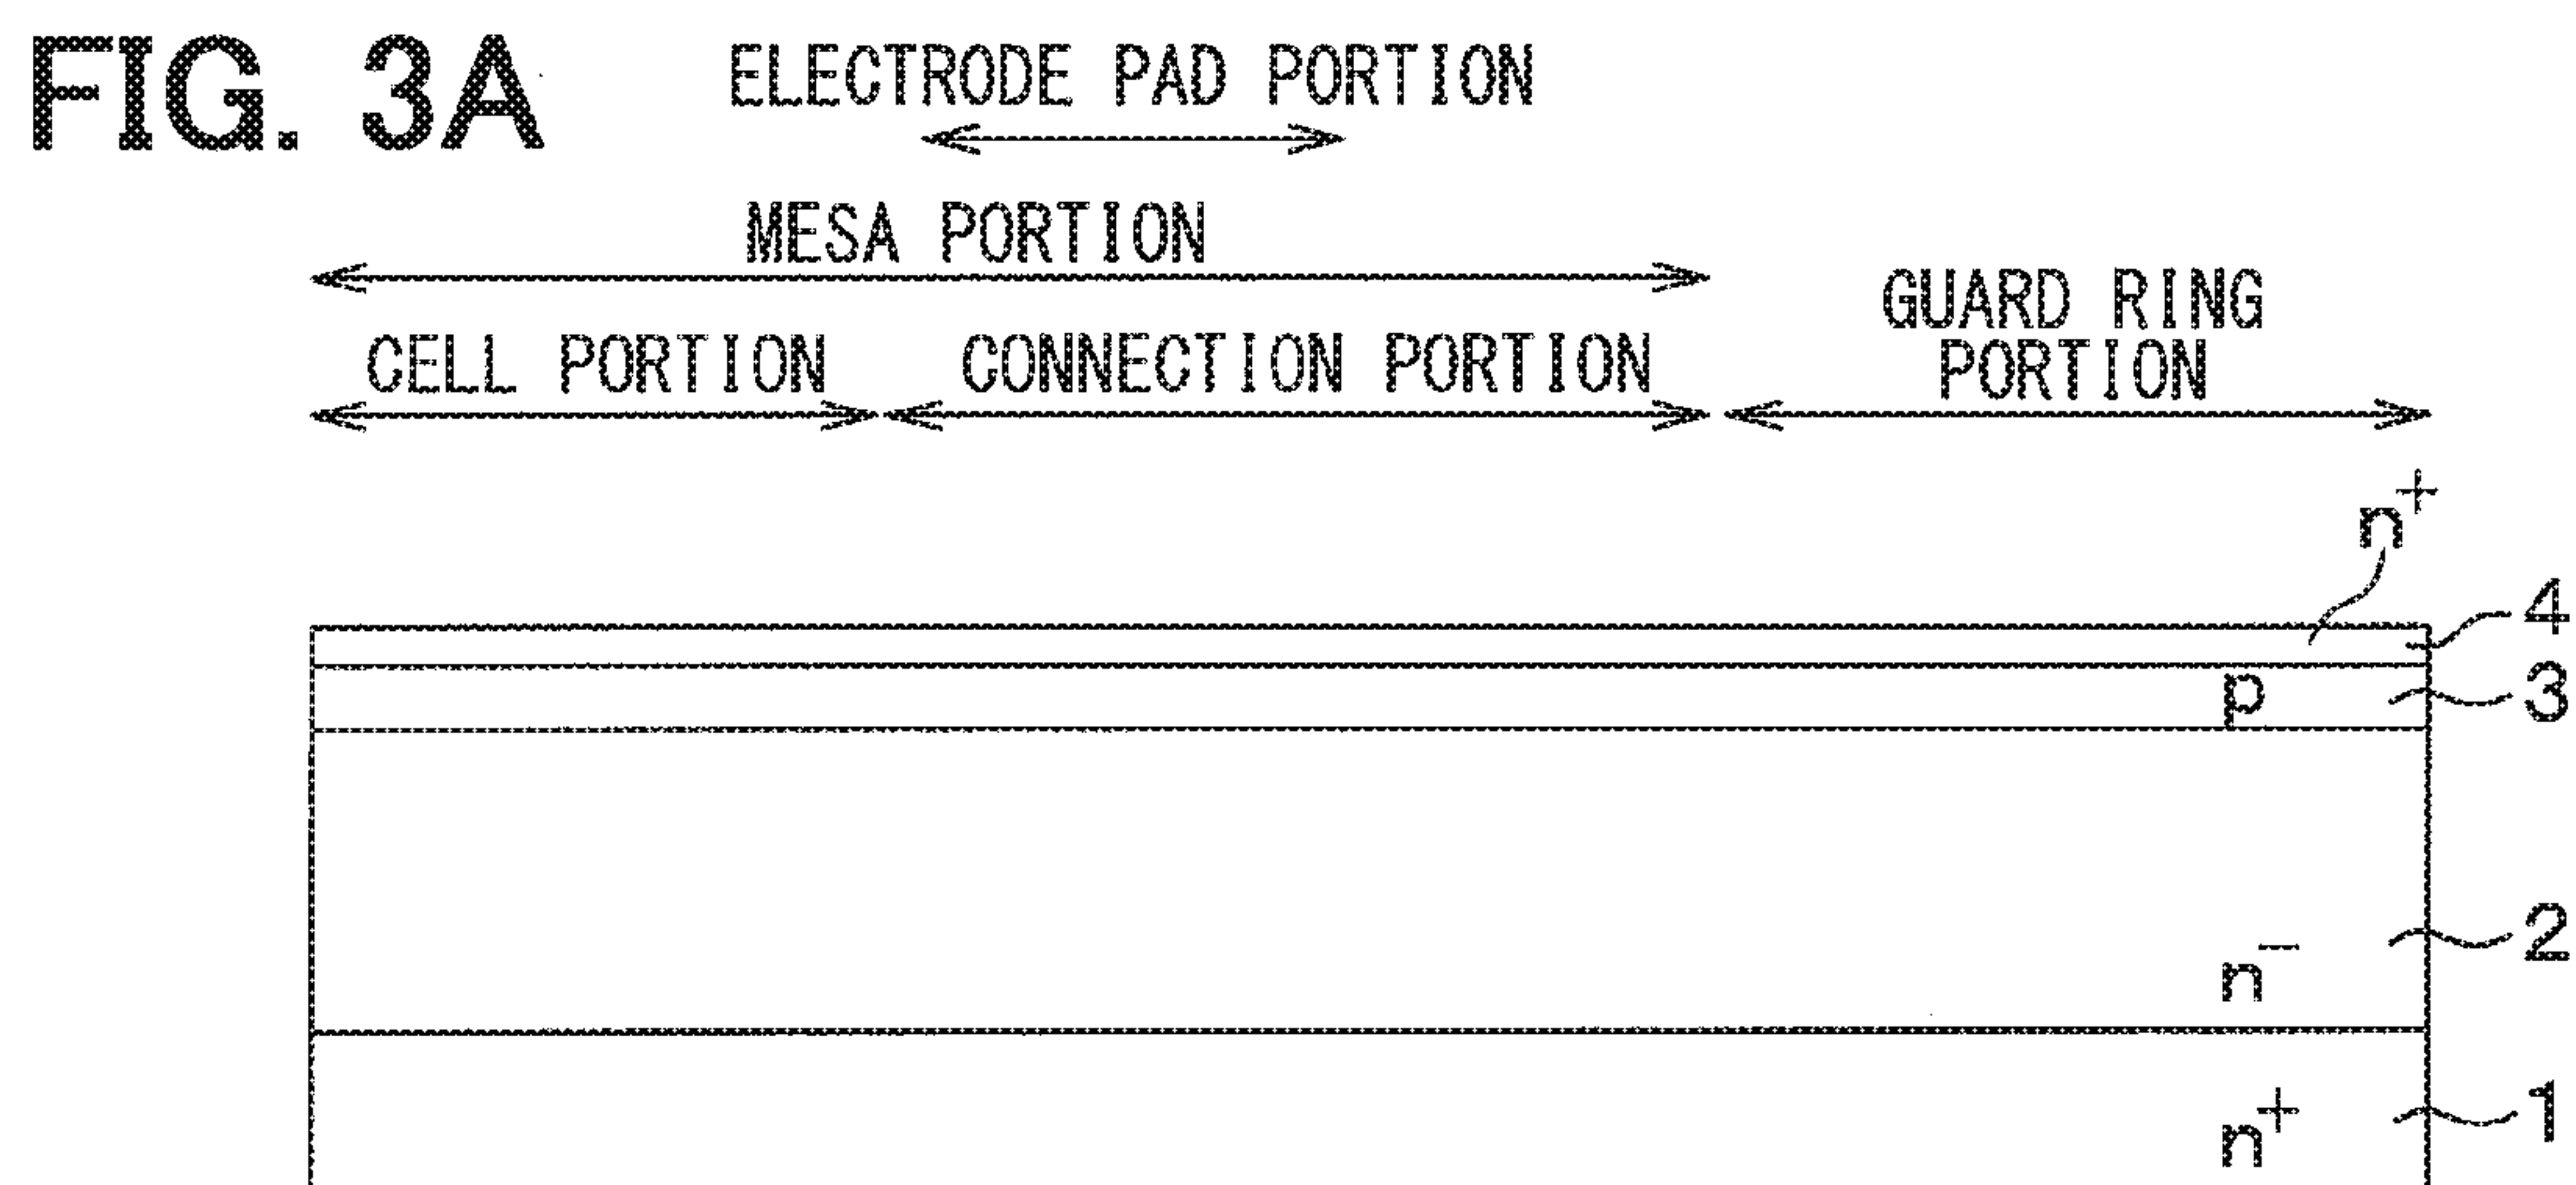 FIG. 3A
ELECTRODE PAD PORTION
MESA PORTION
GUARD RING
PORTION
CELL PORTION
CONNECTION PORTION
n+
4
p
3
n−
2
n+
1